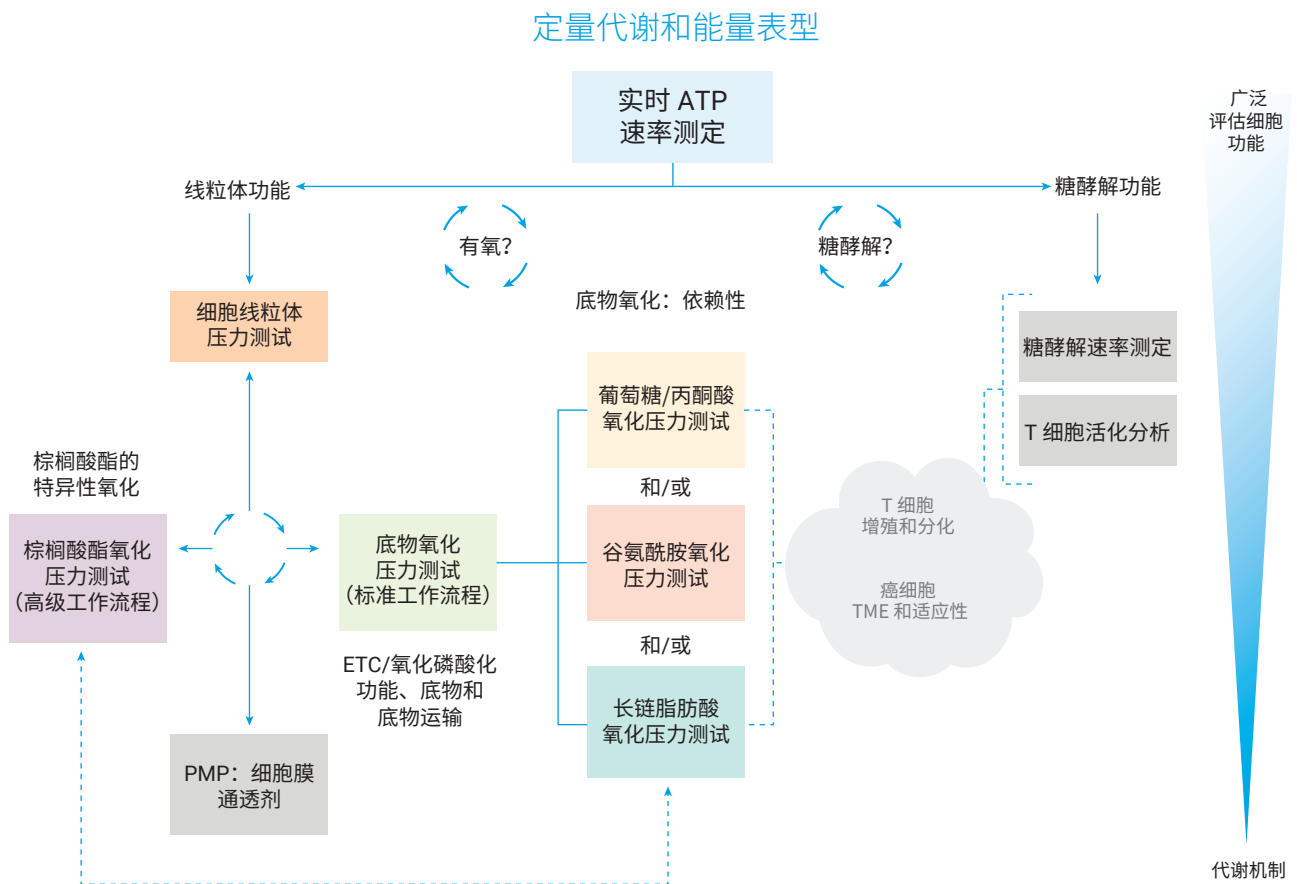 定量代谢和能量表型
实时 ATP
速率测定
广泛
评估细胞
功能
线粒体功能
糖酵解功能
有氧？
糖酵解？
细胞线粒体
压力测试
底物氧化：依赖性
糖酵解速率测定
T 细胞活化分析
葡萄糖/丙酮酸
氧化压力测试
和/或
谷氨酰胺氧化
压力测试
和/或
长链脂肪酸
氧化压力测试
T 细胞
增殖和分化
癌细胞
TME 和适应性
棕榈酸酯的
特异性氧化
棕榈酸酯氧化
压力测试
（高级工作流程）
底物氧化
压力测试
（标准工作流程）
ETC/氧化磷酸化
功能、底物和
底物运输
PMP：细胞膜
通透剂
代谢机制